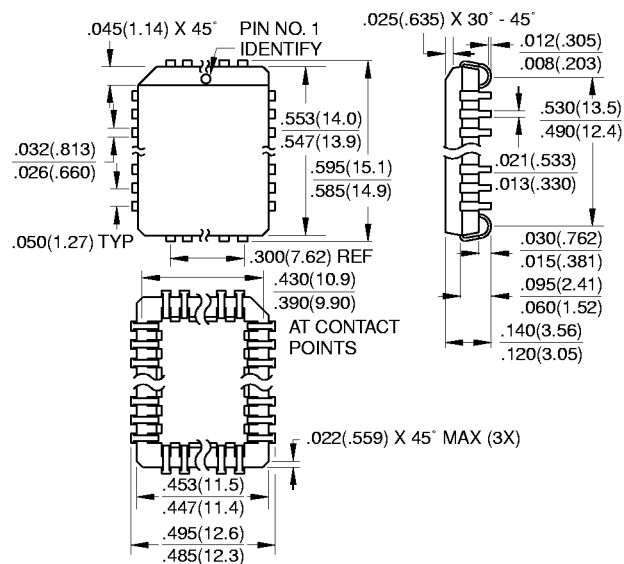 .045(1.14) X 45°
PIN NO. 1
IDENTIFY
.025(.635) X 30° - 45°
.012(.305)
.008(.203)
.553(14.0)
.547(13.9)
.530(13.5)
.490(12.4)
.032(.813)
.026(.660)
.595(15.1)
.585(14.9)
.021(.533)
.013(.330)
.050(1.27) TYP
.300(7.62) REF
.030(.762)
.015(.381)
.430(10.9)
.390(9.90)
.095(2.41)
.060(1.52)
AT CONTACT
POINTS
.140(3.56)
.120(3.05)
.022(.559) X 45° MAX (3X)
.453(11.5)
.447(11.4)
.495(12.6)
.485(12.3)